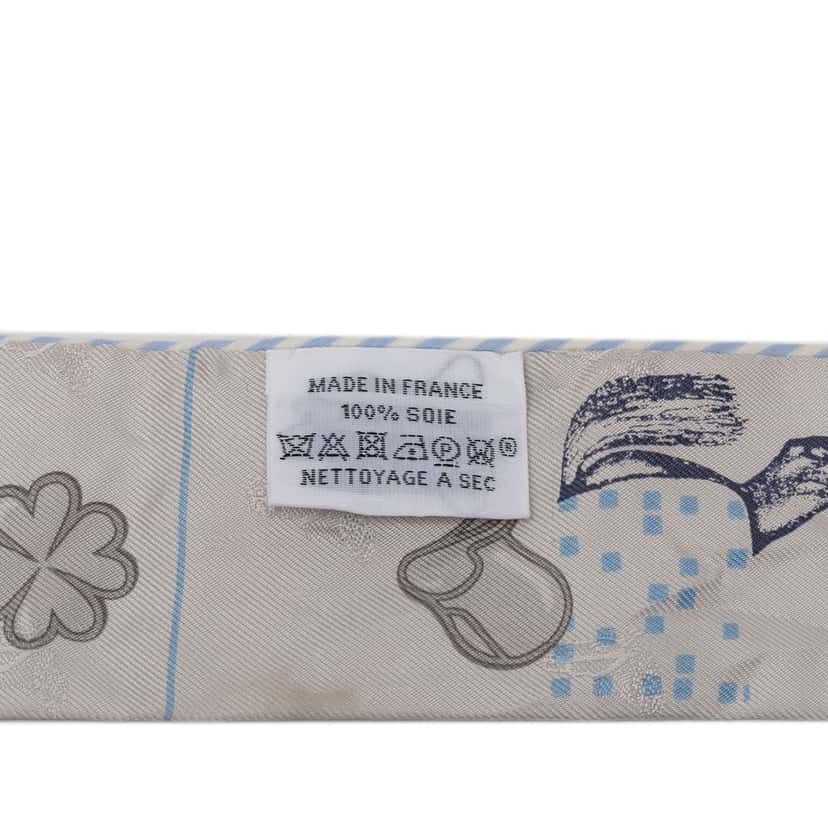 MADE IN FRANCE
100% SOIE
P ®
NETTOYAGE A SEC